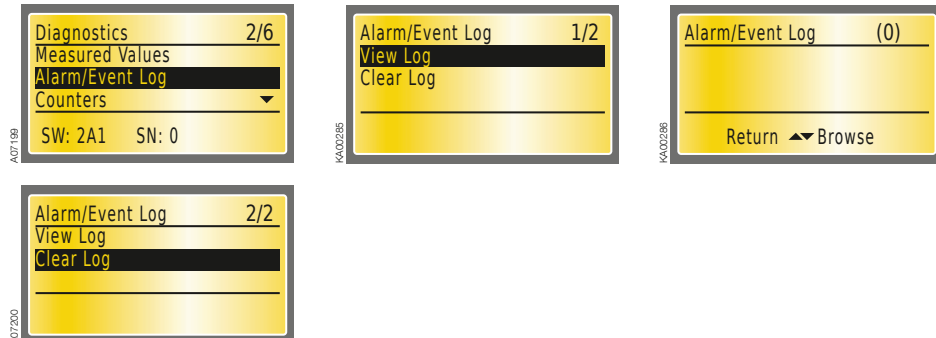 Diagnostics 2/6
Measured Values
Alarm/Event Log
Counters
SW: 2A1 SN: 0
A07199
Alarm/Event Log 1/2
View Log
Clear Log
KA00285
Alarm/Event Log (0)
Return Browse
KA00286
Alarm/Event Log 2/2
View Log
Clear Log
07200